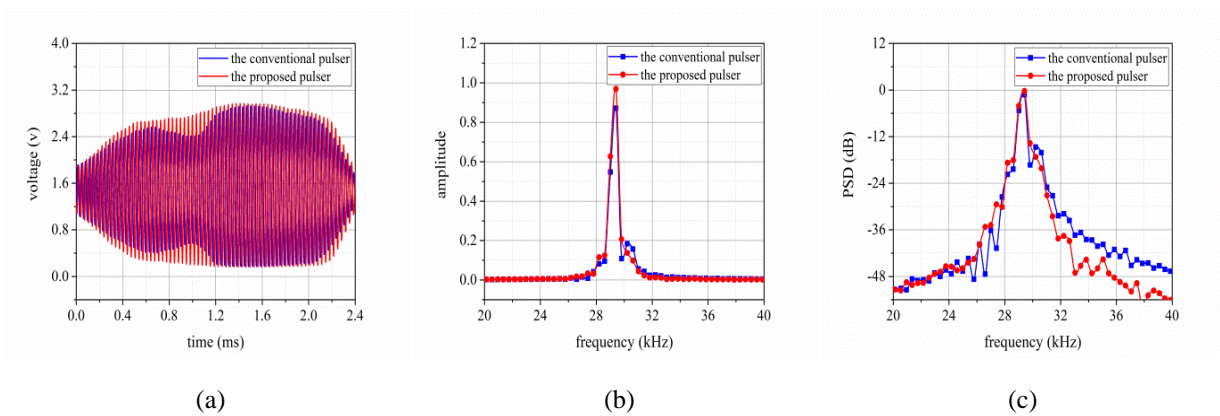 4.0
3.2
2.4
1.6
0.8
0.0
voltage (v)
the conventional pulser
the proposed pulser
0.0 0.4 0.8 1.2 1.6 2.0 2.4
time (ms)
(a)
1.2
1.0
0.8
0.6
0.4
0.2
0.0
amplitude
the conventional pulser
the proposed pulser
20 24 28 32 36 40
frequency (kHz)
(b)
12
0
-12
-24
-36
-48
PSD (dB)
the conventional pulser
the proposed pulser
20 24 28 32 36 40
frequency (kHz)
(c)